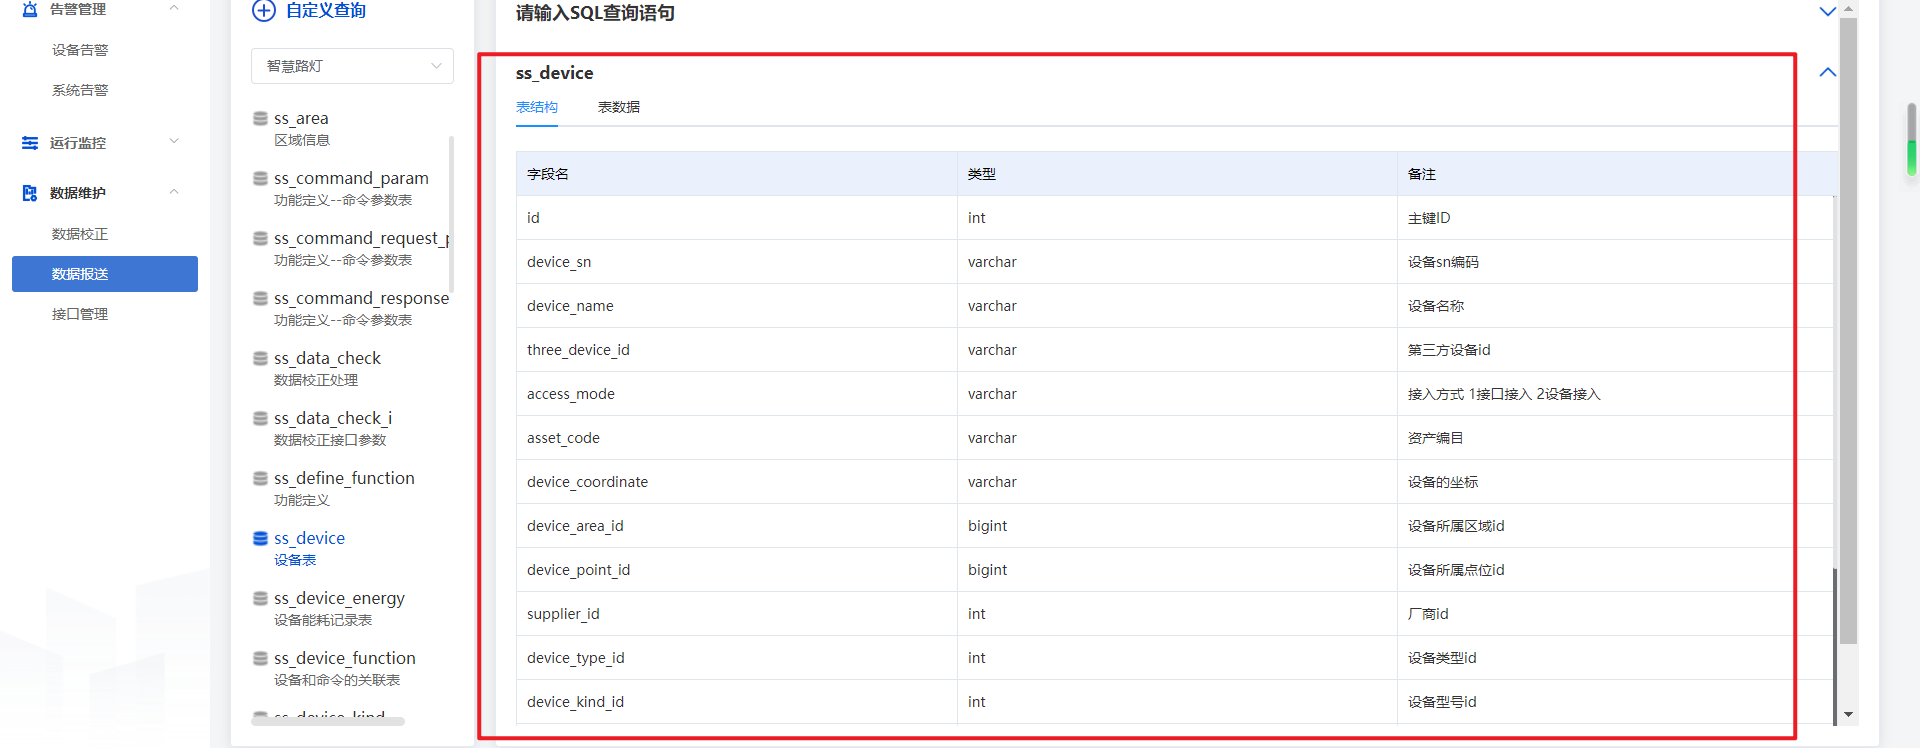 告警管理
设备告警
系统告警
运行监控
数据维护
数据校正
数据报送
接口管理
自定义查询
智慧路灯
ss_area
区域信息
ss_command_param
功能定义--命令参数表
ss_command_request_p
功能定义--命令参数表
ss_command_response
功能定义--命令参数表
ss_data_check
数据校正处理
ss_data_check_i
数据校正接口参数
ss_define_function
功能定义
ss_device
设备表
ss_device_energy
设备能耗记录表
ss_device_function
设备和命令的关联表
ss_device_kind
请输入SQL查询语句
ss_device
表结构 表数据
字段名 类型 备注
id int 主键ID
device_sn varchar 设备sn编码
device_name varchar 设备名称
three_device_id varchar 第三方设备id
access_mode varchar 接入方式 1接口接入 2设备接入
asset_code varchar 资产编目
device_coordinate varchar 设备的坐标
device_area_id bigint 设备所属区域id
device_point_id bigint 设备所属点位id
supplier_id int 厂商id
device_type_id int 设备类型id
device_kind_id int 设备型号id